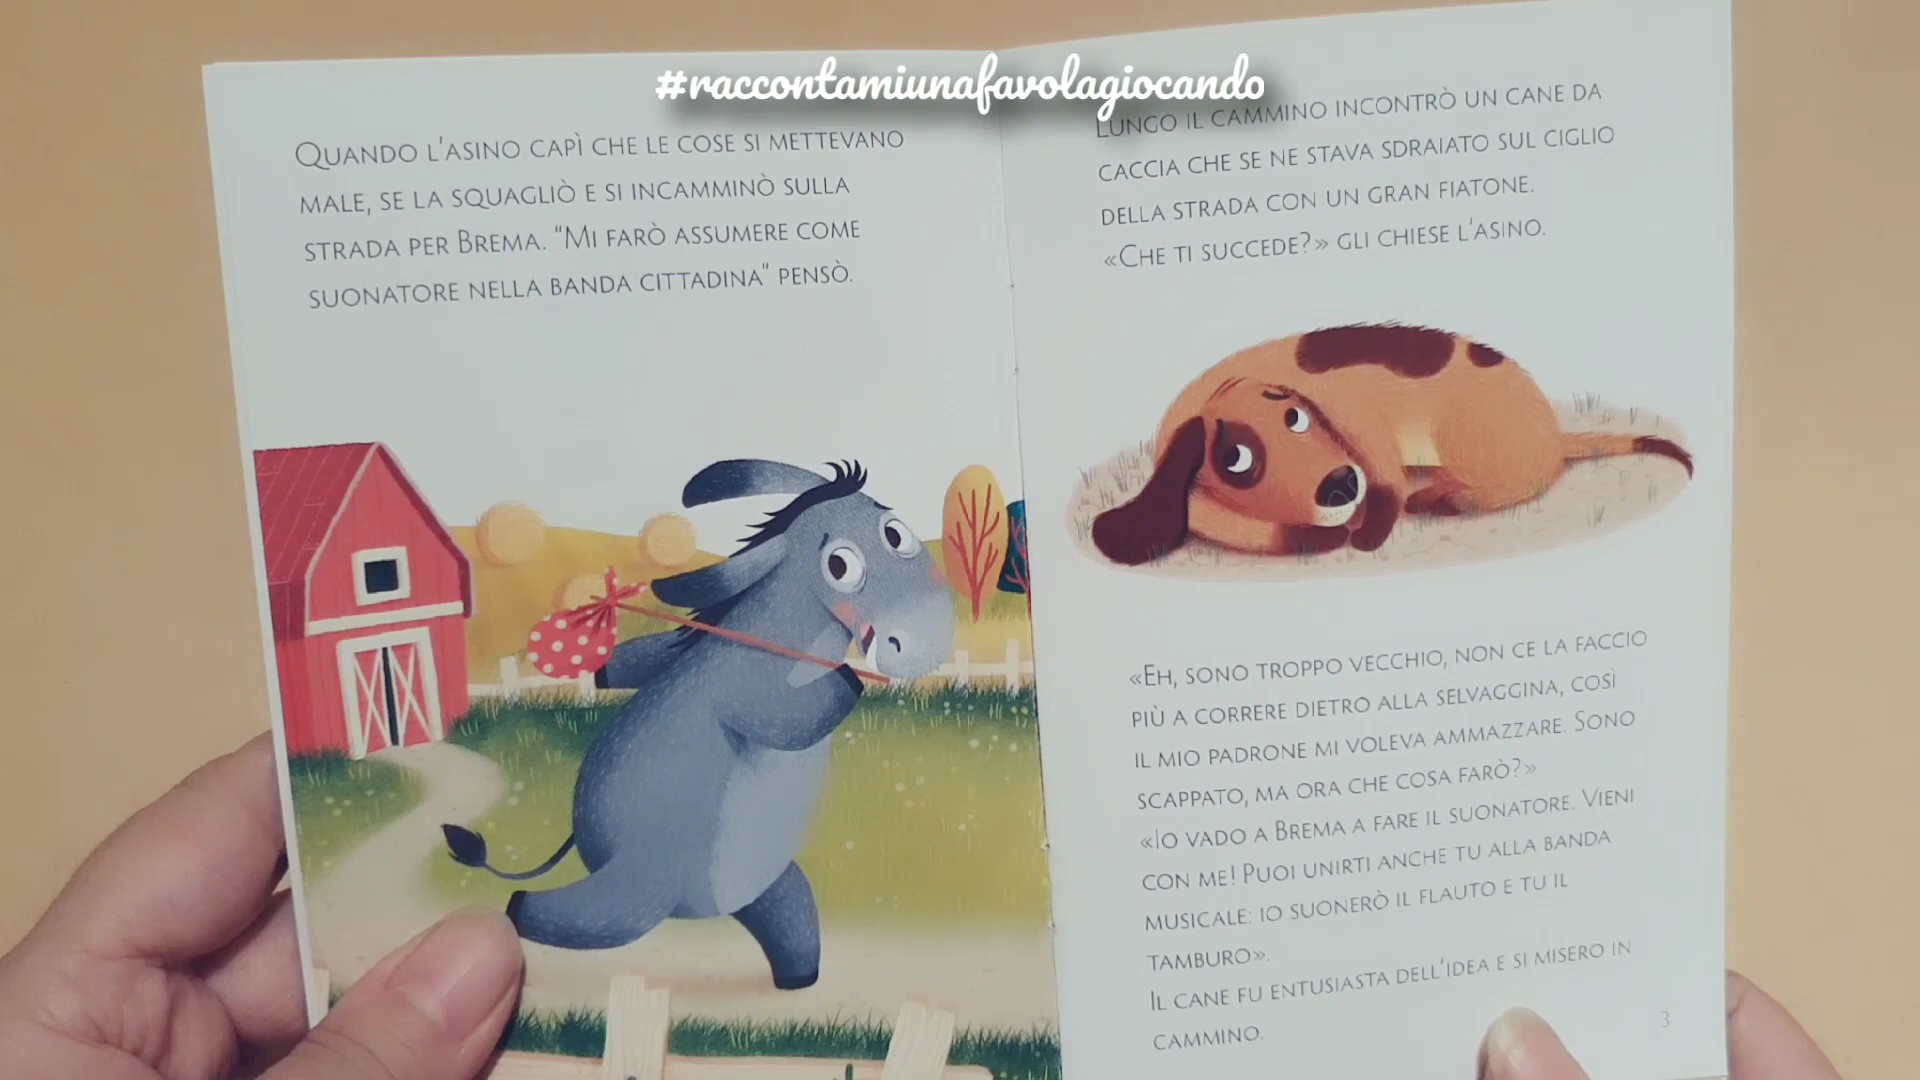 #raccontamiunafavolagiocando
Quando l'asino capì che le cose si mettevano
male, se la squagliò e si incamminò sulla
strada per Brema. "Mi farò assumere come
suonatore nella banda cittadina" pensò.
Lungo il cammino incontrò un cane da
caccia che se ne stava sdraiato sul ciglio
della strada con un gran fiatone.
«Che ti succede?» gli chiese l'asino.
«Eh, sono troppo vecchio, non ce la faccio
più a correre dietro alla selvaggina, così
il mio padrone mi voleva ammazzare. Sono
scappato, ma ora che cosa farò?»
«Io vado a Brema a fare il suonatore. Vieni
con me! Puoi unirti anche tu alla banda
musicale: io suonerò il flauto e tu il
tamburo».
Il cane fu entusiasta dell'idea e si misero in
cammino.
3